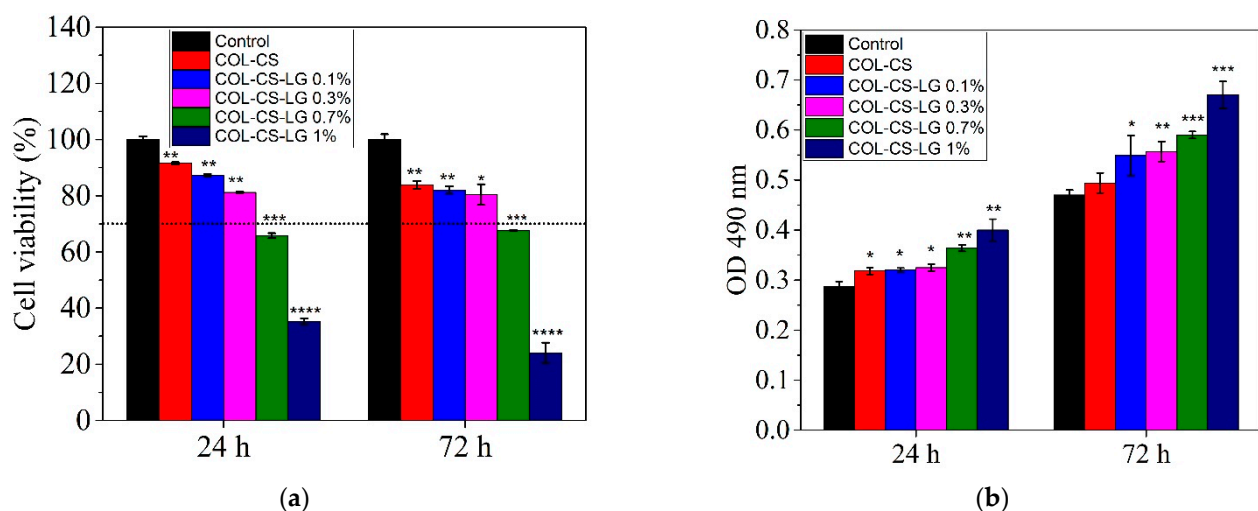 140
120
100
80
60
40
20
0
Cell viability (%)
Control
COL-CS
COL-CS-LG 0.1%
COL-CS-LG 0.3%
COL-CS-LG 0.7%
COL-CS-LG 1%
** ** ** *** ****
** ** * *** ****
24 h 72 h
(a)
0.8
0.7
0.6
0.5
0.4
0.3
0.2
0.1
0.0
OD 490 nm
Control
COL-CS
COL-CS-LG 0.1%
COL-CS-LG 0.3%
COL-CS-LG 0.7%
COL-CS-LG 1%
* * * ** **
* ** *** ***
24 h 72 h
(b)